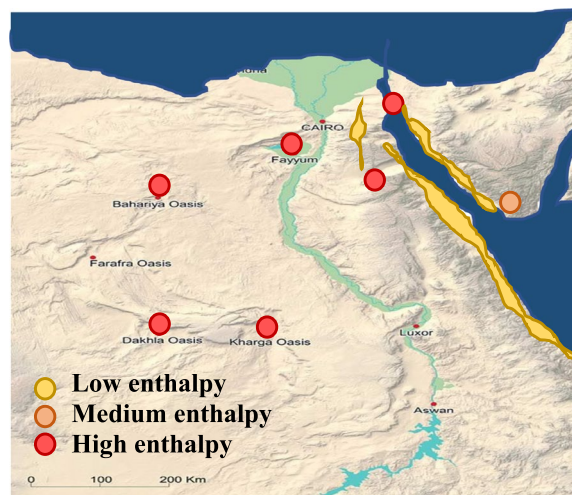 CAIRO
Fayyum
Bahariya Oasis
Farafra Oasis
Dakhla Oasis
Kharga Oasis
Luxor
Aswan
Low enthalpy
Medium enthalpy
High enthalpy
0 100 200 Km